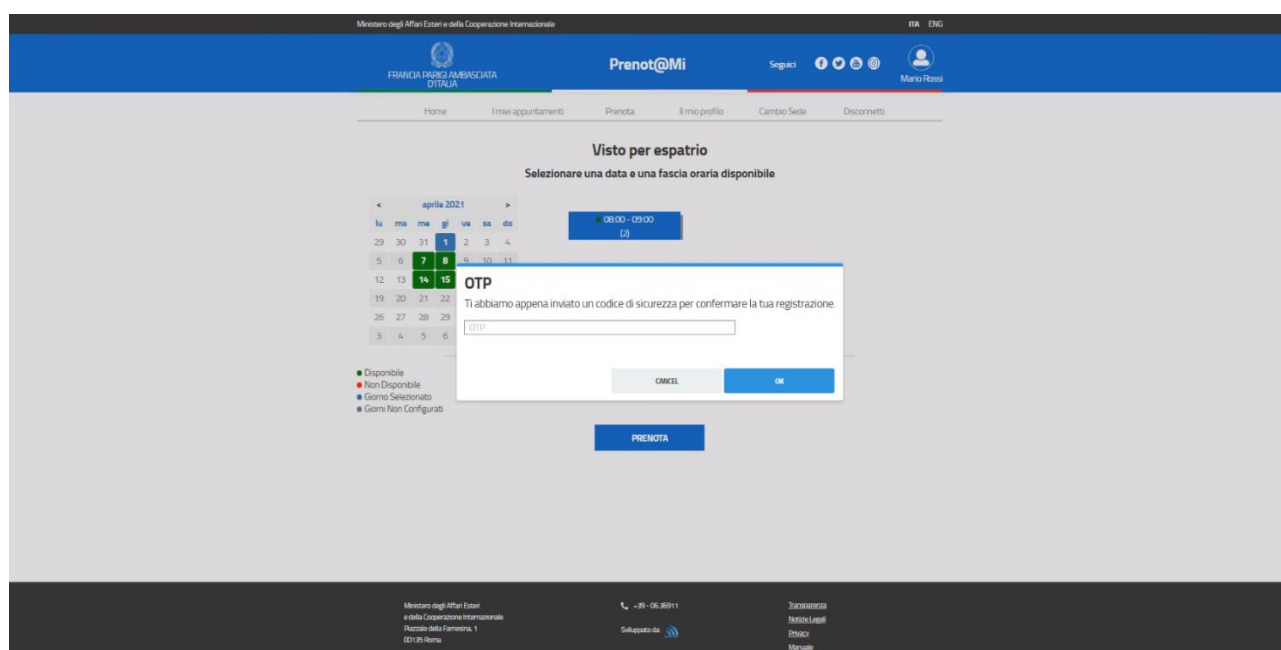 Ministero degli Affari Esteri e della Cooperazione Internazionale
ITA ENG
FRANCIA PARIGI AMBASCIATA
D'ITALIA
Prenot@Mi
Seguici
Mario Rossi
Home I miei appuntamenti Prenota Il mio profilo Cambio Sede Disconnetti
Visto per espatrio
Selezionare una data e una fascia oraria disponibile
< aprile 2021 >
lu ma me gi ve sa do
29 30 31 1 2 3 4
5 6 7 8 9 10 11
12 13 14 15
19 20 21 22
26 27 28 29
3 4 5 6
08:00 - 09:00
(2)
OTP
Ti abbiamo appena inviato un codice di sicurezza per confermare la tua registrazione.
OTP
CANCEL
OK
Disponibile
Non Disponibile
Giorno Selezionato
Giorni Non Configurati
PRENOTA
Ministero degli Affari Esteri
e della Cooperazione Internazionale
Piazzale della Farnesina, 1
00135 Roma
+39 - 06.36911
Sviluppato da
Transparenza
Notizie Legali
Privacy
Manuale